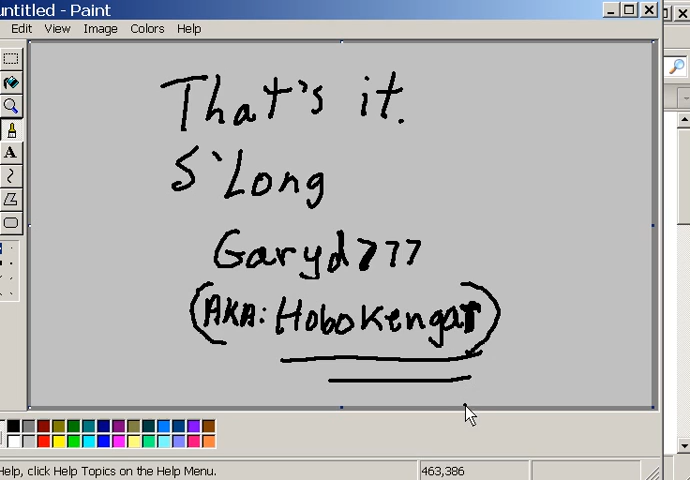 untitled - Paint
Edit View Image Colors Help
A
That's it.
S'Long
Garyd777
(AKA: Hobokengar)
Help, click Help Topics on the Help Menu.
463,386